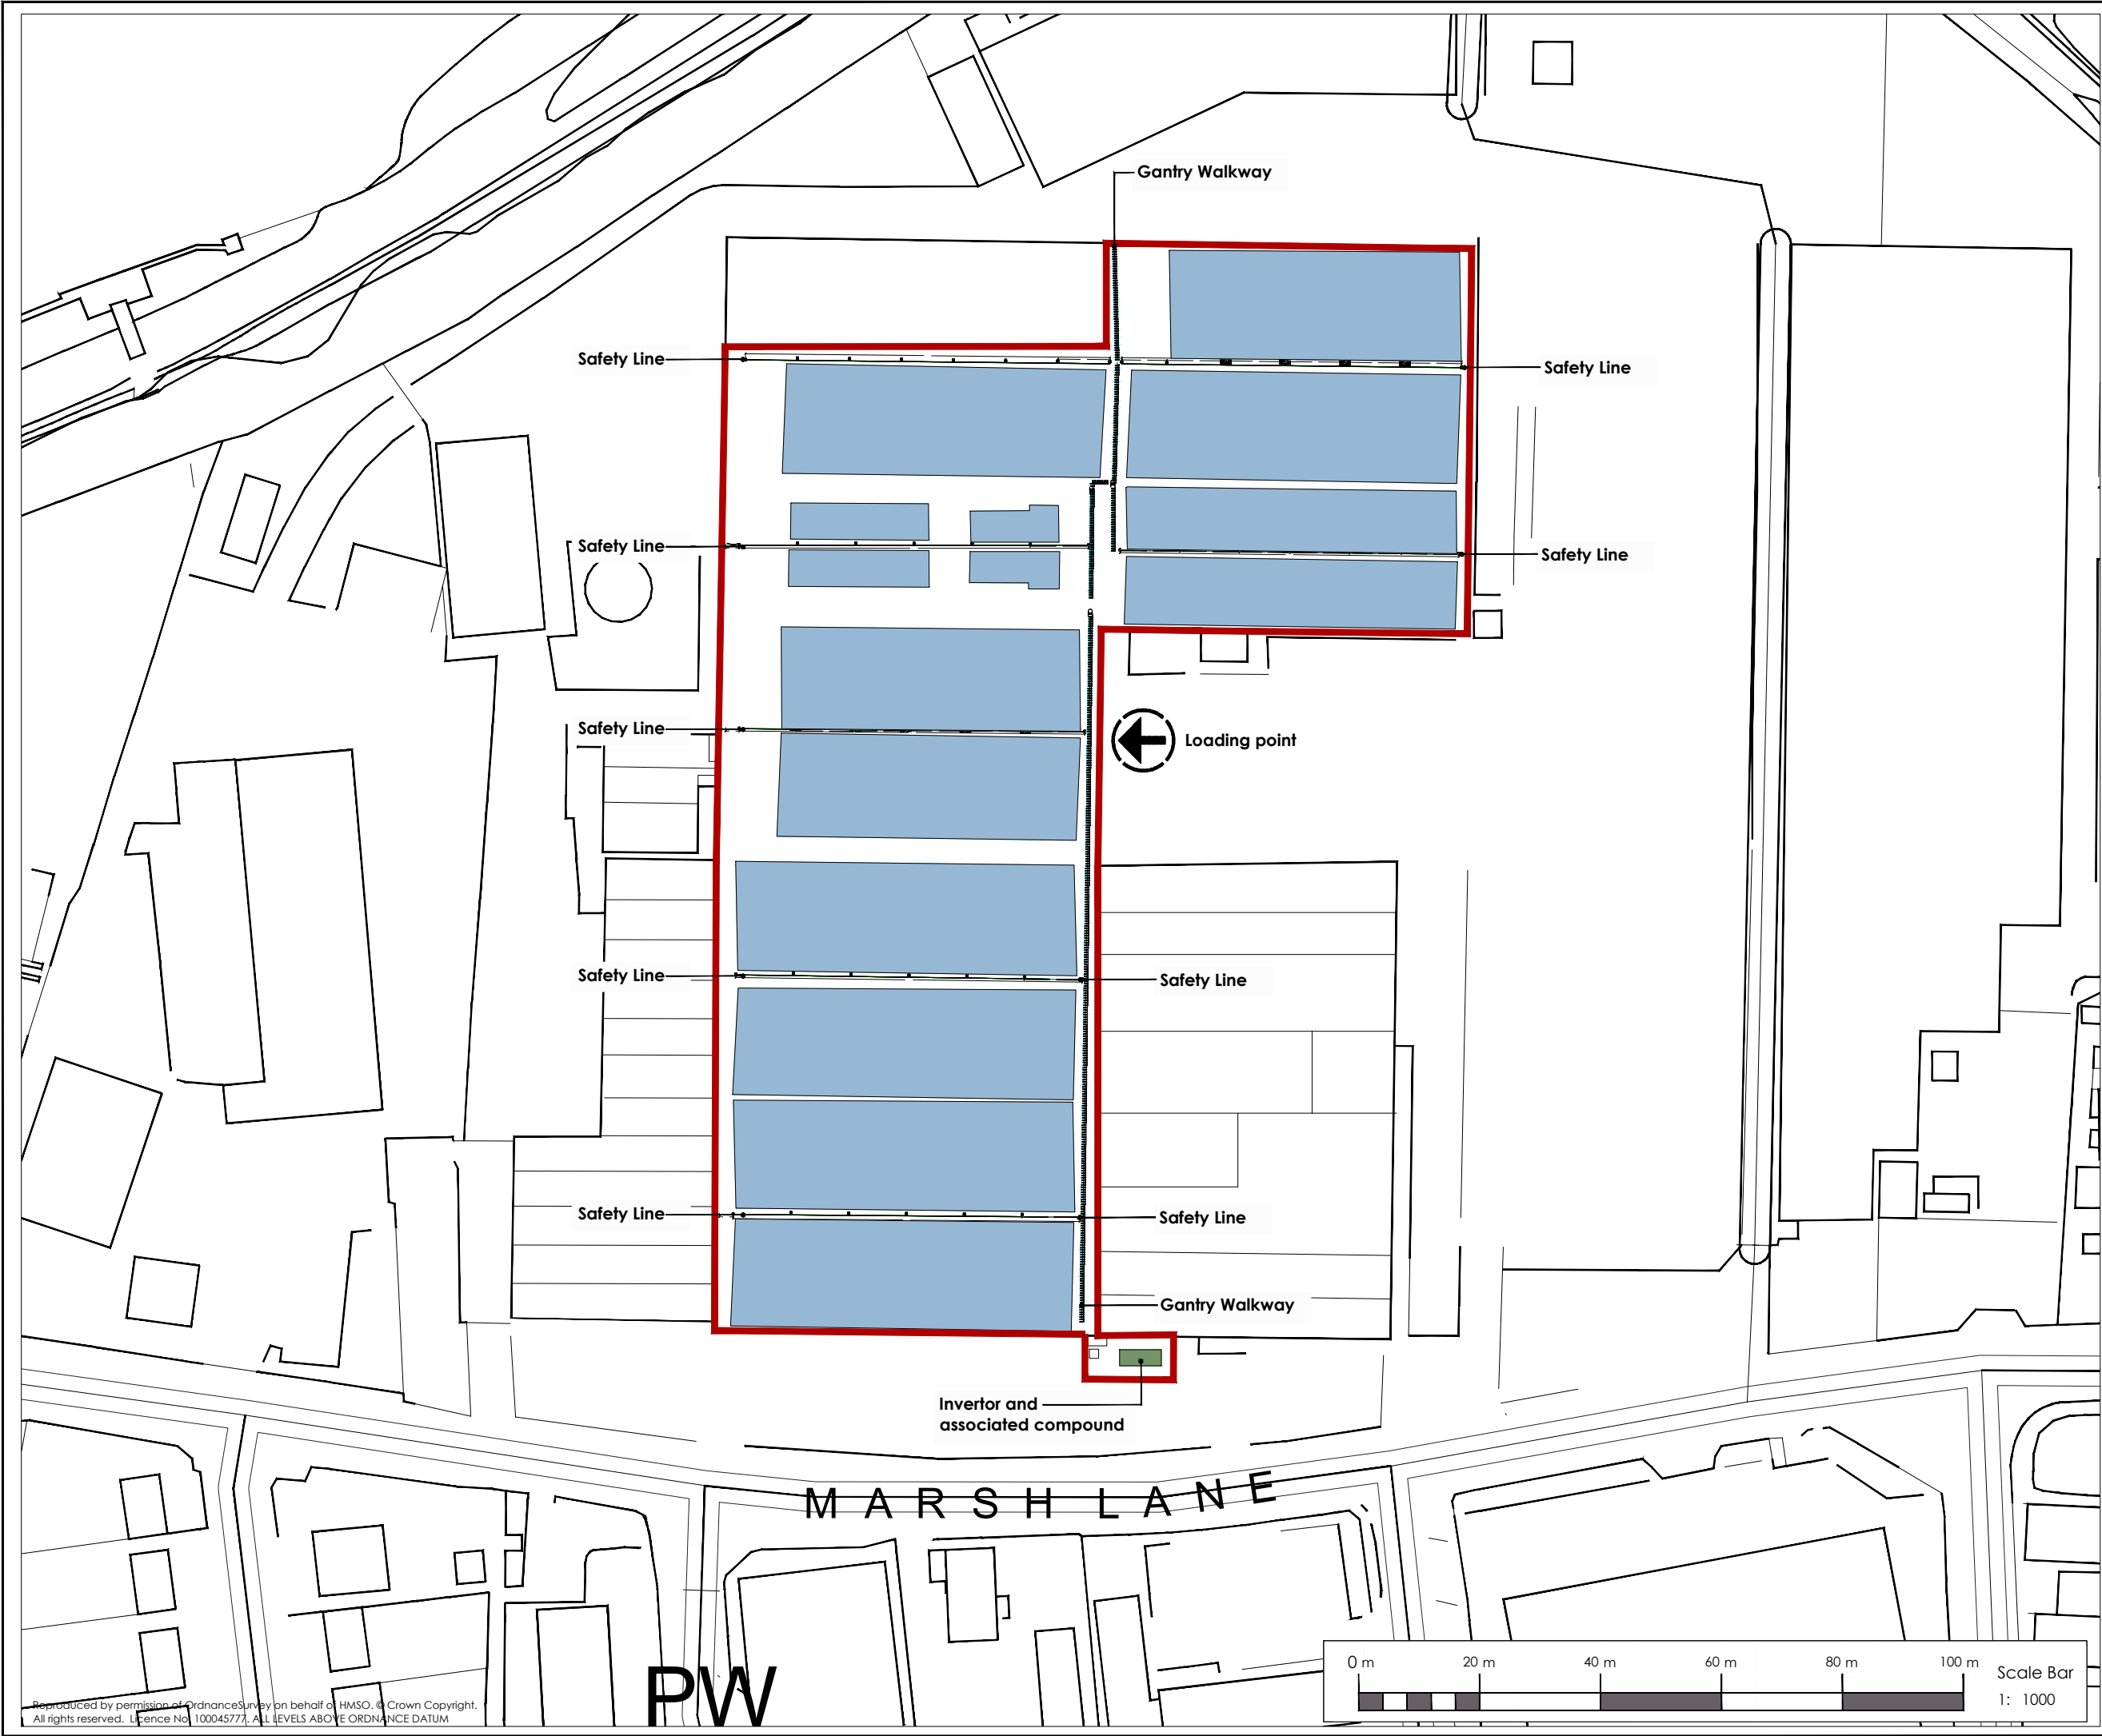 Gantry Walkway
Safety Line
Safety Line
Safety Line
Safety Line
Safety Line
Loading point
Safety Line
Safety Line
Safety Line
Safety Line
Gantry Walkway
Invertor and
associated compound
MARSH LANE
PW
0 m 20 m 40 m 60 m 80 m 100 m
Scale Bar
1: 1000
Reproduced by permission of OrdnanceSurvey on behalf of HMSO. © Crown Copyright.
All rights reserved. Licence No. 100045777. ALL LEVELS ABOVE ORDNANCE DATUM